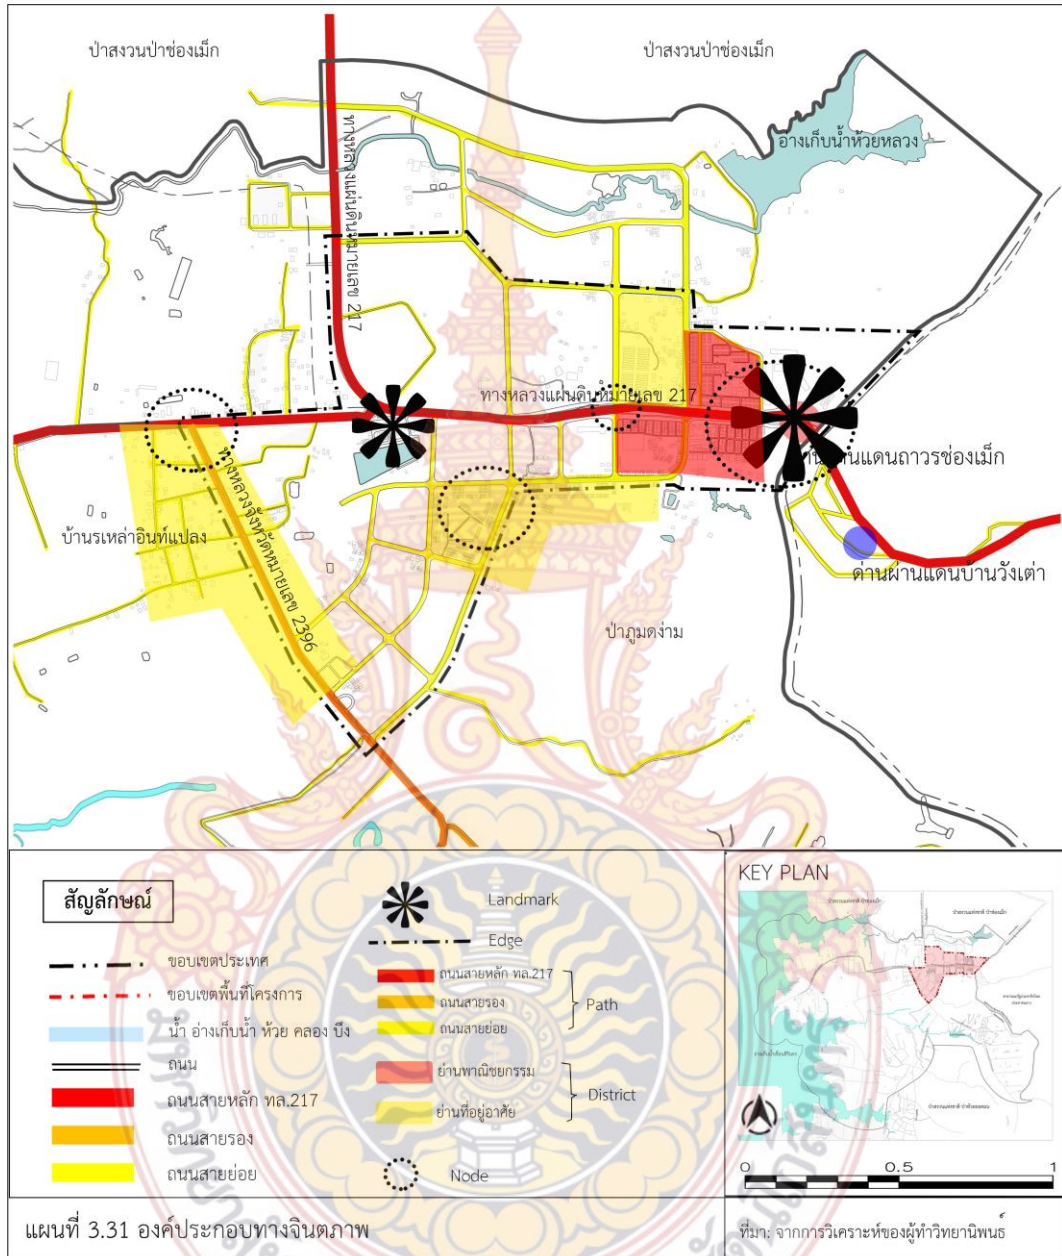 ป่าสงวนป่าช่องเม็ก
ป่าสงวนป่าช่องเม็ก
อางเก็บน้ำห้วยหลวง
ทางหลวงแผ่นดินหมายเลข 217
ทางหลวงแผ่นดินหมายเลข 217
านแดนถาวรช่องเม็ก
บ้านรเหล่าอินท์แปลง
ทางหลวงจังหวัดหมายเลข 2396
ด่านผ่านแดนบ้านวังเต่า
ป่าภูมดง่าม
สัญลักษณ์
ขอบเขตประเทศ
ขอบเขตพื้นที่โครงการ
น้ำ อ่างเก็บน้ำ ห้วย คลอง บึง
ถนน
ถนนสายหลัก ทล.217
ถนนสายรอง
ถนนสายย่อย
Landmark
Edge
ถนนสายหลัก ทล.217
ถนนสายรอง
ถนนสายย่อย
Path
ย่านพาณิชยกรรม
ย่านที่อยู่อาศัย
District
Node
KEY PLAN
0 0.5 1
แผนที่ 3.31 องค์ประกอบทางจินตภาพ
ที่มา: จากการวิเคราะห์ของผู้ทำวิทยานิพนธ์